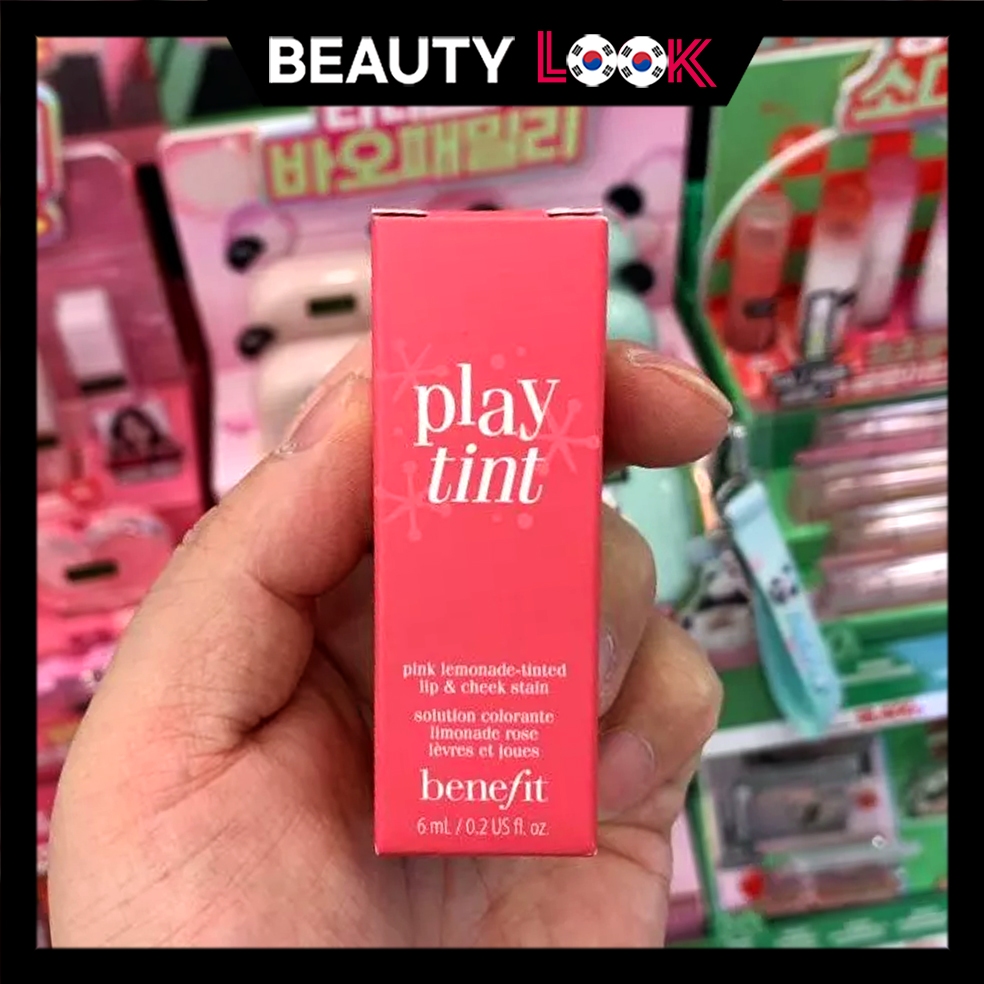 BEAUTY LOOK
바오패밀리
play
tint
pink lemonade-tinted
lip & cheek stain
solution colorante
limonade rose
lèvres et joues
benefit
6 mL / 0.2 US fl. oz.